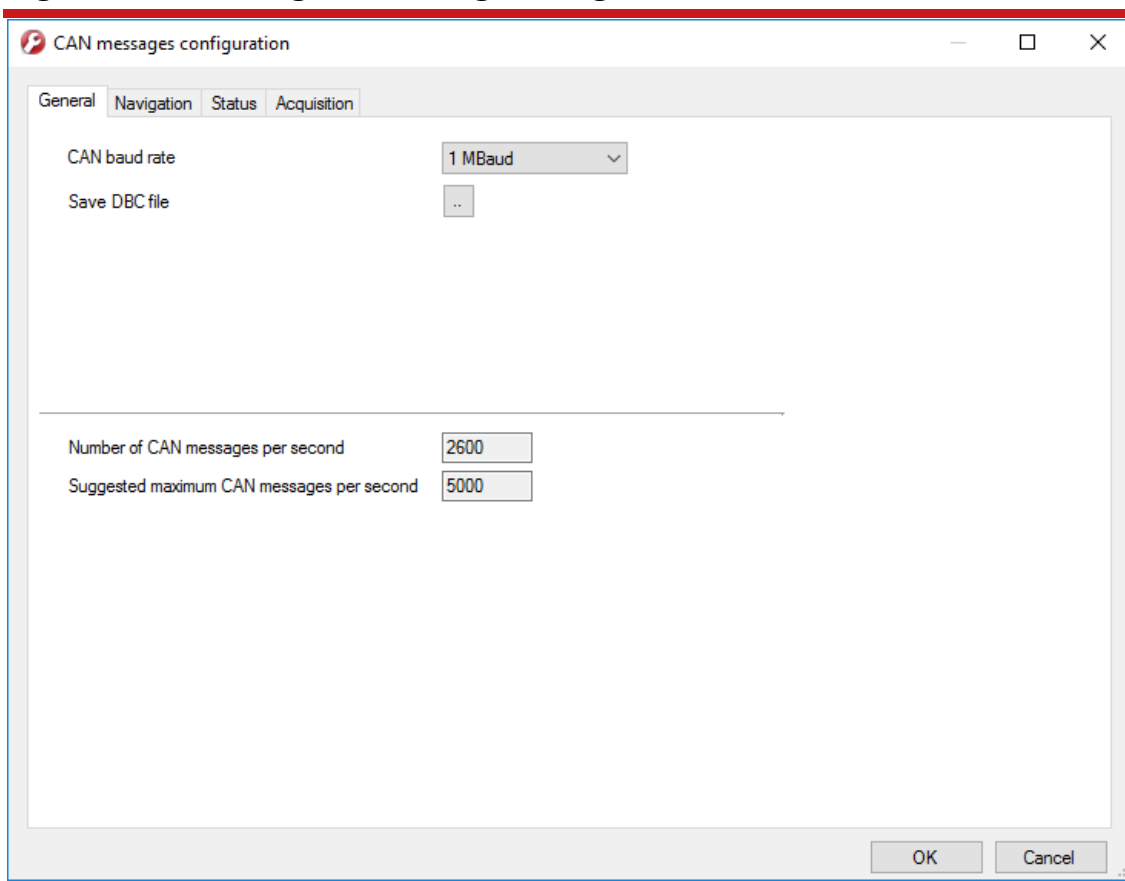 CAN messages configuration
General Navigation Status Acquisition
CAN baud rate 1 MBaud
Save DBC file ..
Number of CAN messages per second 2600
Suggested maximum CAN messages per second 5000
OK Cancel